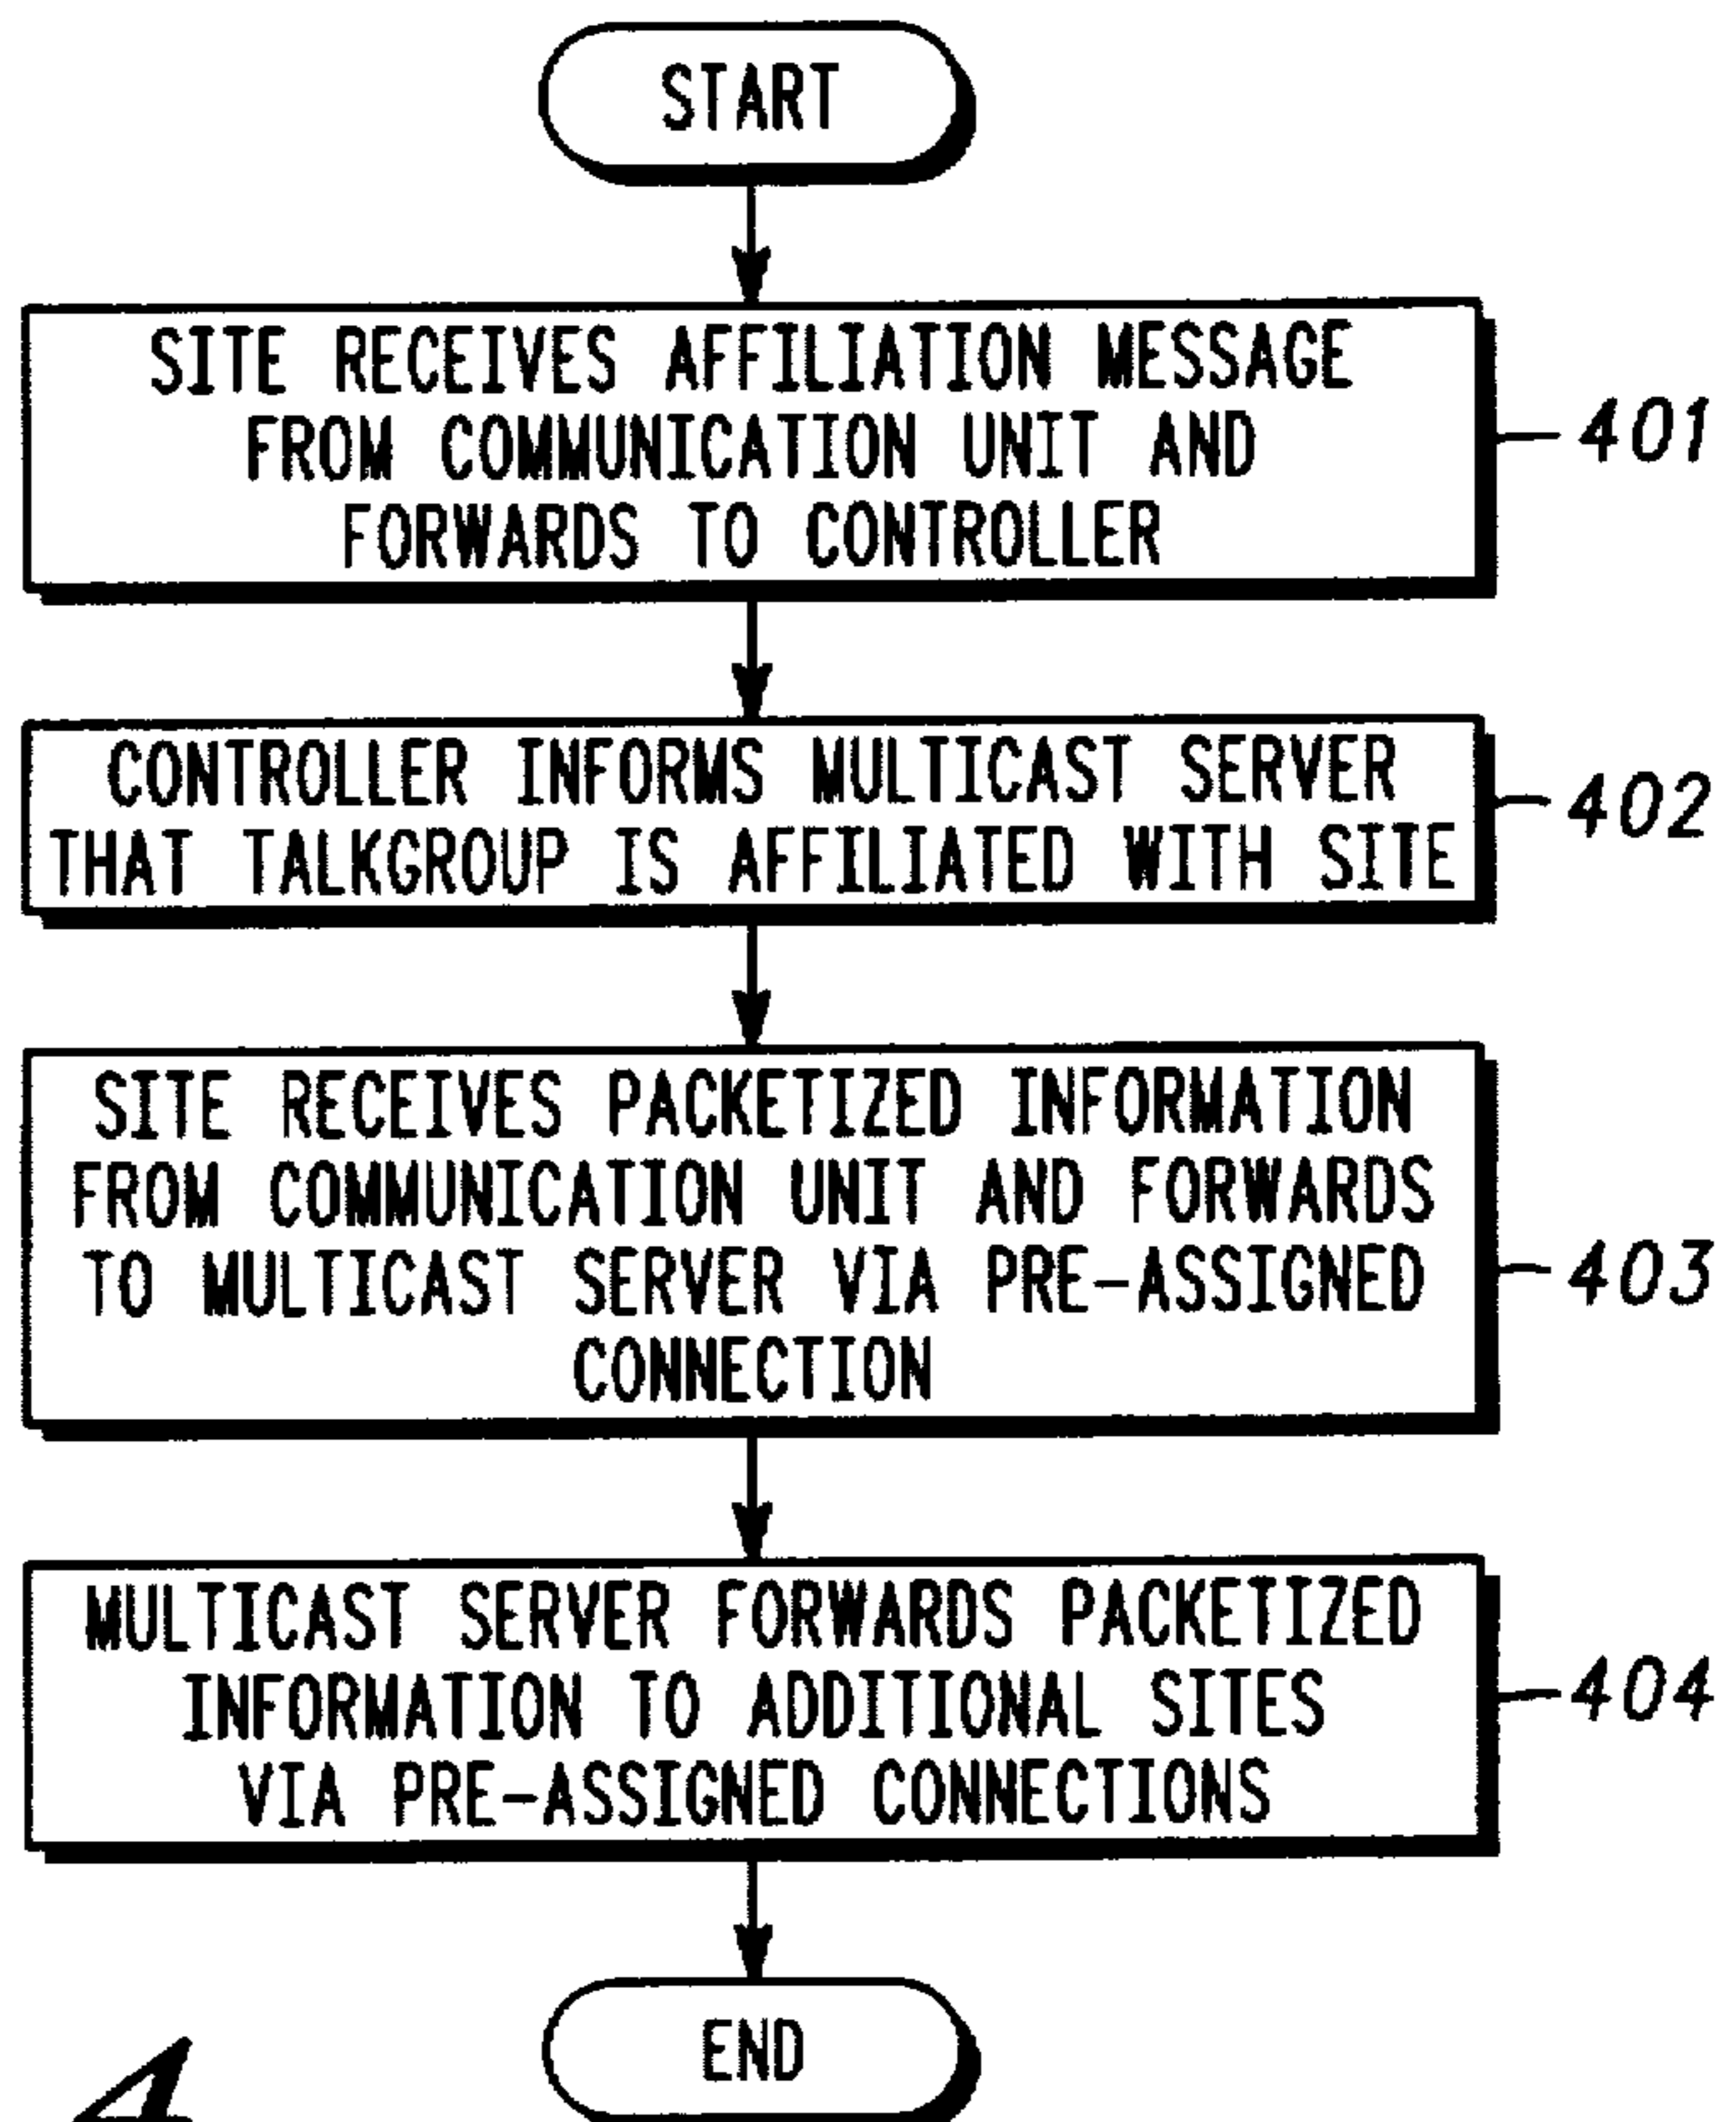 START
SITE RECEIVES AFFILIATION MESSAGE
FROM COMMUNICATION UNIT AND
FORWARDS TO CONTROLLER
401
CONTROLLER INFORMS MULTICAST SERVER
THAT TALKGROUP IS AFFILIATED WITH SITE
402
SITE RECEIVES PACKETIZED INFORMATION
FROM COMMUNICATION UNIT AND FORWARDS
TO MULTICAST SERVER VIA PRE-ASSIGNED
CONNECTION
403
MULTICAST SERVER FORWARDS PACKETIZED
INFORMATION TO ADDITIONAL SITES
VIA PRE-ASSIGNED CONNECTIONS
404
END